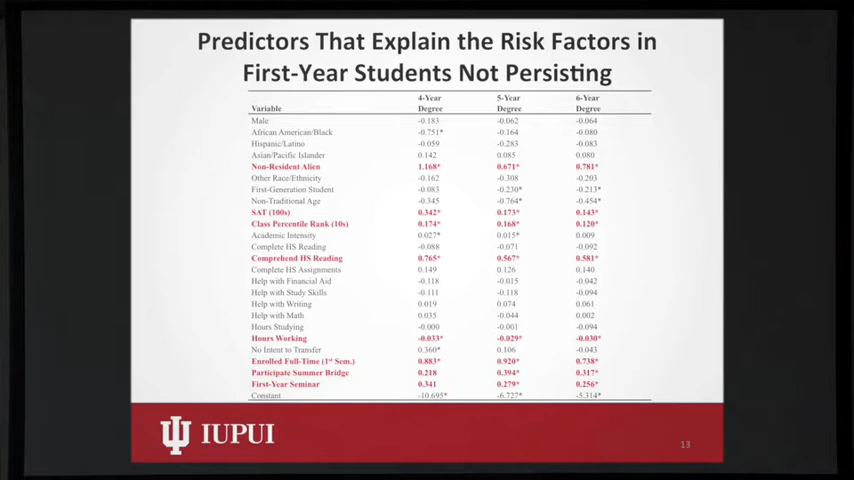 Predictors That Explain the Risk Factors in
First-Year Students Not Persisting
4-Year 5-Year 6-Year
Variable Degree Degree Degree
Male -0.183 -0.062 -0.064
African American/Black -0.751* -0.164 -0.080
Hispanic/Latino -0.059 -0.283 -0.083
Asian/Pacific Islander 0.142 0.085 0.080
Non-Resident Alien 1.168* 0.671* 0.781*
Other Race/Ethnicity -0.162 -0.308 -0.203
First-Generation Student -0.083 -0.230* -0.213*
Non-Traditional Age -0.345 -0.764* -0.454*
SAT (100s) 0.342* 0.173* 0.143*
Class Percentile Rank (10s) 0.174* 0.168* 0.120*
Academic Intensity 0.027* 0.015* 0.009
Complete HS Reading -0.088 -0.071 -0.092
Comprehend HS Reading 0.765* 0.567* 0.581*
Complete HS Assignments 0.149 0.126 0.140
Help with Financial Aid -0.118 -0.015 -0.042
Help with Study Skills -0.111 -0.118 -0.094
Help with Writing 0.019 0.074 0.061
Help with Math 0.035 -0.044 0.002
Hours Studying -0.000 -0.001 -0.094
Hours Working -0.033* -0.029* -0.030*
No Intent to Transfer 0.360* 0.106 -0.043
Enrolled Full-Time (1st Sem.) 0.883* 0.920* 0.738*
Participate Summer Bridge 0.218 0.394* 0.317*
First-Year Seminar 0.341 0.279* 0.256*
Constant -10.695* -6.727* -5.314*
IUPUI
13